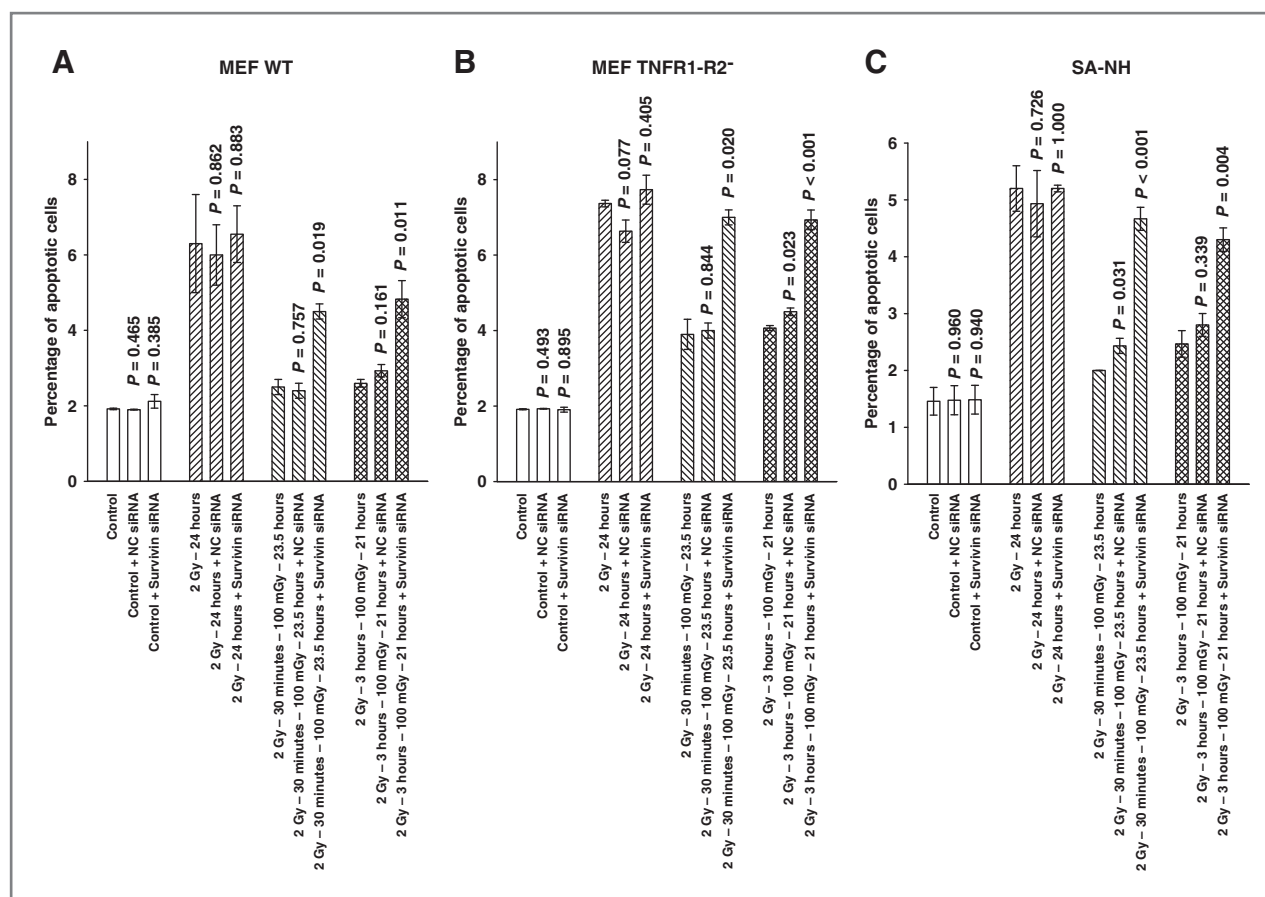 A
MEF WT
Percentage of apoptotic cells
8
6
4
2
0
P = 0.465
P = 0.385
P = 0.862
P = 0.883
P = 0.757
P = 0.019
P = 0.161
P = 0.011
Control
Control + NC siRNA
Control + Survivin siRNA
2 Gy – 24 hours
2 Gy – 24 hours + NC siRNA
2 Gy – 24 hours + Survivin siRNA
2 Gy – 30 minutes – 100 mGy – 23.5 hours
2 Gy – 30 minutes – 100 mGy – 23.5 hours + NC siRNA
2 Gy – 30 minutes – 100 mGy – 23.5 hours + Survivin siRNA
2 Gy – 3 hours – 100 mGy – 21 hours
2 Gy – 3 hours – 100 mGy – 21 hours + NC siRNA
2 Gy – 3 hours – 100 mGy – 21 hours + Survivin siRNA
B
MEF TNFR1-R2-
Percentage of apoptotic cells
8
6
4
2
0
P = 0.493
P = 0.895
P = 0.077
P = 0.405
P = 0.844
P = 0.020
P = 0.023
P < 0.001
Control
Control + NC siRNA
Control + Survivin siRNA
2 Gy – 24 hours
2 Gy – 24 hours + NC siRNA
2 Gy – 24 hours + Survivin siRNA
2 Gy – 30 minutes – 100 mGy – 23.5 hours
2 Gy – 30 minutes – 100 mGy – 23.5 hours + NC siRNA
2 Gy – 30 minutes – 100 mGy – 23.5 hours + Survivin siRNA
2 Gy – 3 hours – 100 mGy – 21 hours
2 Gy – 3 hours – 100 mGy – 21 hours + NC siRNA
2 Gy – 3 hours – 100 mGy – 21 hours + Survivin siRNA
C
SA-NH
Percentage of apoptotic cells
6
5
4
3
2
1
0
P = 0.960
P = 0.940
P = 0.726
P = 1.000
P = 0.031
P < 0.001
P = 0.339
P = 0.004
Control
Control + NC siRNA
Control + Survivin siRNA
2 Gy – 24 hours
2 Gy – 24 hours + NC siRNA
2 Gy – 24 hours + Survivin siRNA
2 Gy – 30 minutes – 100 mGy – 23.5 hours
2 Gy – 30 minutes – 100 mGy – 23.5 hours + NC siRNA
2 Gy – 30 minutes – 100 mGy – 23.5 hours + Survivin siRNA
2 Gy – 3 hours – 100 mGy – 21 hours
2 Gy – 3 hours – 100 mGy – 21 hours + NC siRNA
2 Gy – 3 hours – 100 mGy – 21 hours + Survivin siRNA